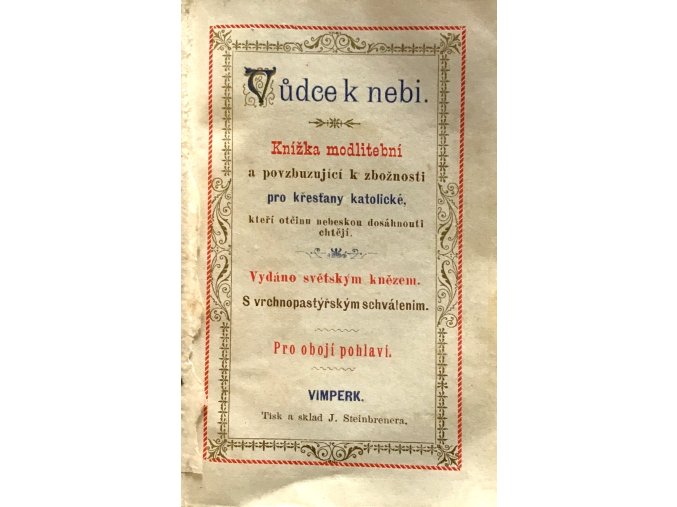 Vůdce k nebi.
Knížka modlitební
a povzbuzující k zbožnosti
pro křesťany katolické,
kteří otčinu nebeskou dosáhnouti
chtějí.
Vydáno světským knězem.
S vrchnopastýřským schválením.
Pro obojí pohlaví.
VIMPERK.
Tisk a sklad J. Steinbrenera.